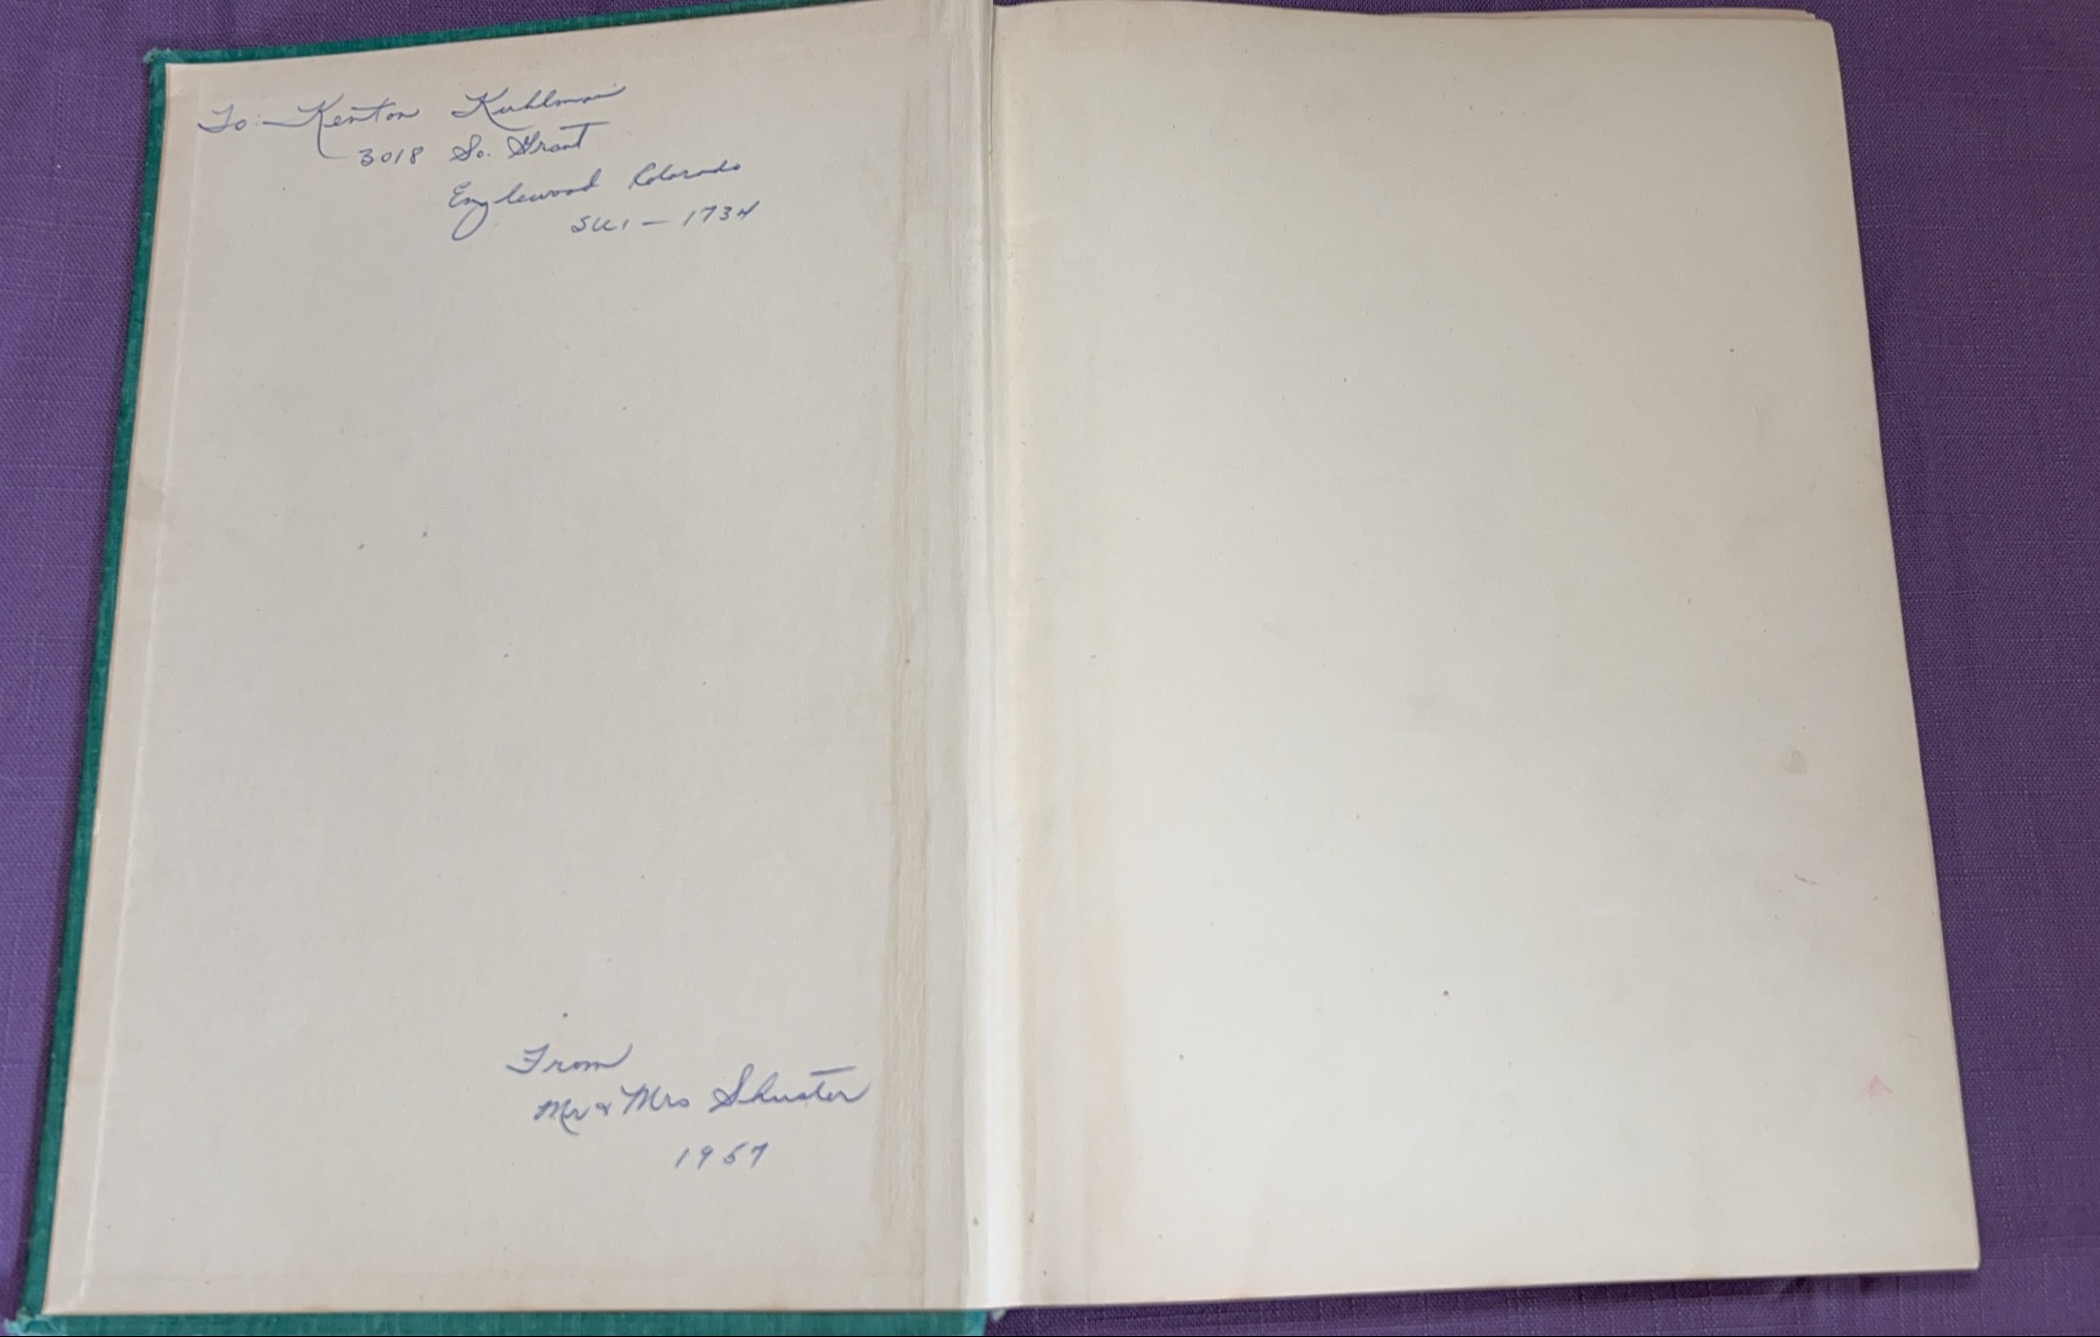 To:- Kenton Kuhlman
3018 So. Grant
Englewood Colorado
SU1 - 1734
From
Mr & Mrs Shuster
1957